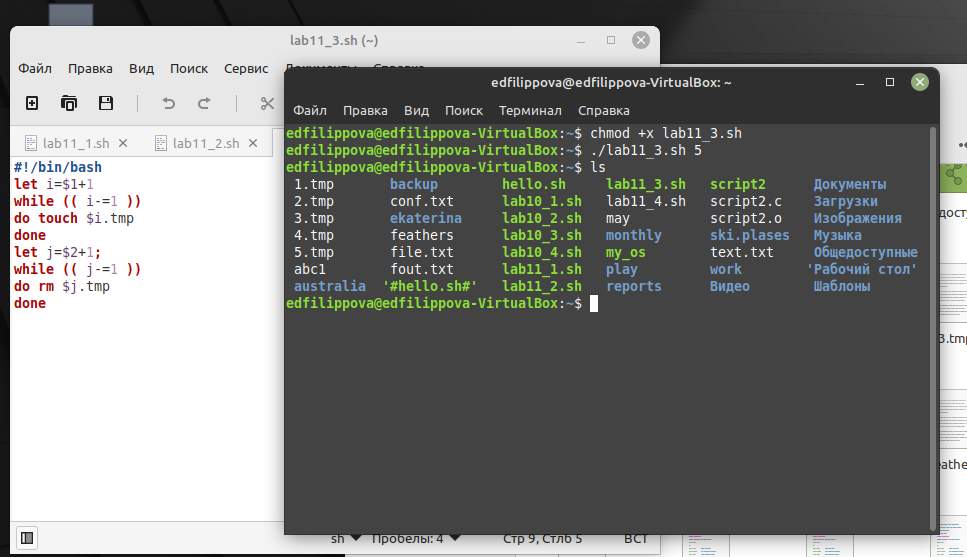 lab11_3.sh (~)
Файл Правка Вид Поиск Сервис
lab11_1.sh
lab11_2.sh
#!/bin/bash
let i=$1+1
while (( i-=1 ))
do touch $i.tmp
done
let j=$2+1;
while (( j-=1 ))
do rm $j.tmp
done
sh Пробелы: 4 Стр 9, Стлб 5 ВСТ
edfilippova@edfilippova-VirtualBox: ~
Файл Правка Вид Поиск Терминал Справка
edfilippova@edfilippova-VirtualBox:~$ chmod +x lab11_3.sh
edfilippova@edfilippova-VirtualBox:~$ ./lab11_3.sh 5
edfilippova@edfilippova-VirtualBox:~$ ls
1.tmp backup hello.sh lab11_3.sh script2 Документы
2.tmp conf.txt lab10_1.sh lab11_4.sh script2.c Загрузки
3.tmp ekaterina lab10_2.sh may script2.o Изображения
4.tmp feathers lab10_3.sh monthly ski.plases Музыка
5.tmp file.txt lab10_4.sh my_os text.txt Общедоступные
abc1 fout.txt lab11_1.sh play work 'Рабочий стол'
australia '#hello.sh#' lab11_2.sh reports Видео Шаблоны
edfilippova@edfilippova-VirtualBox:~$